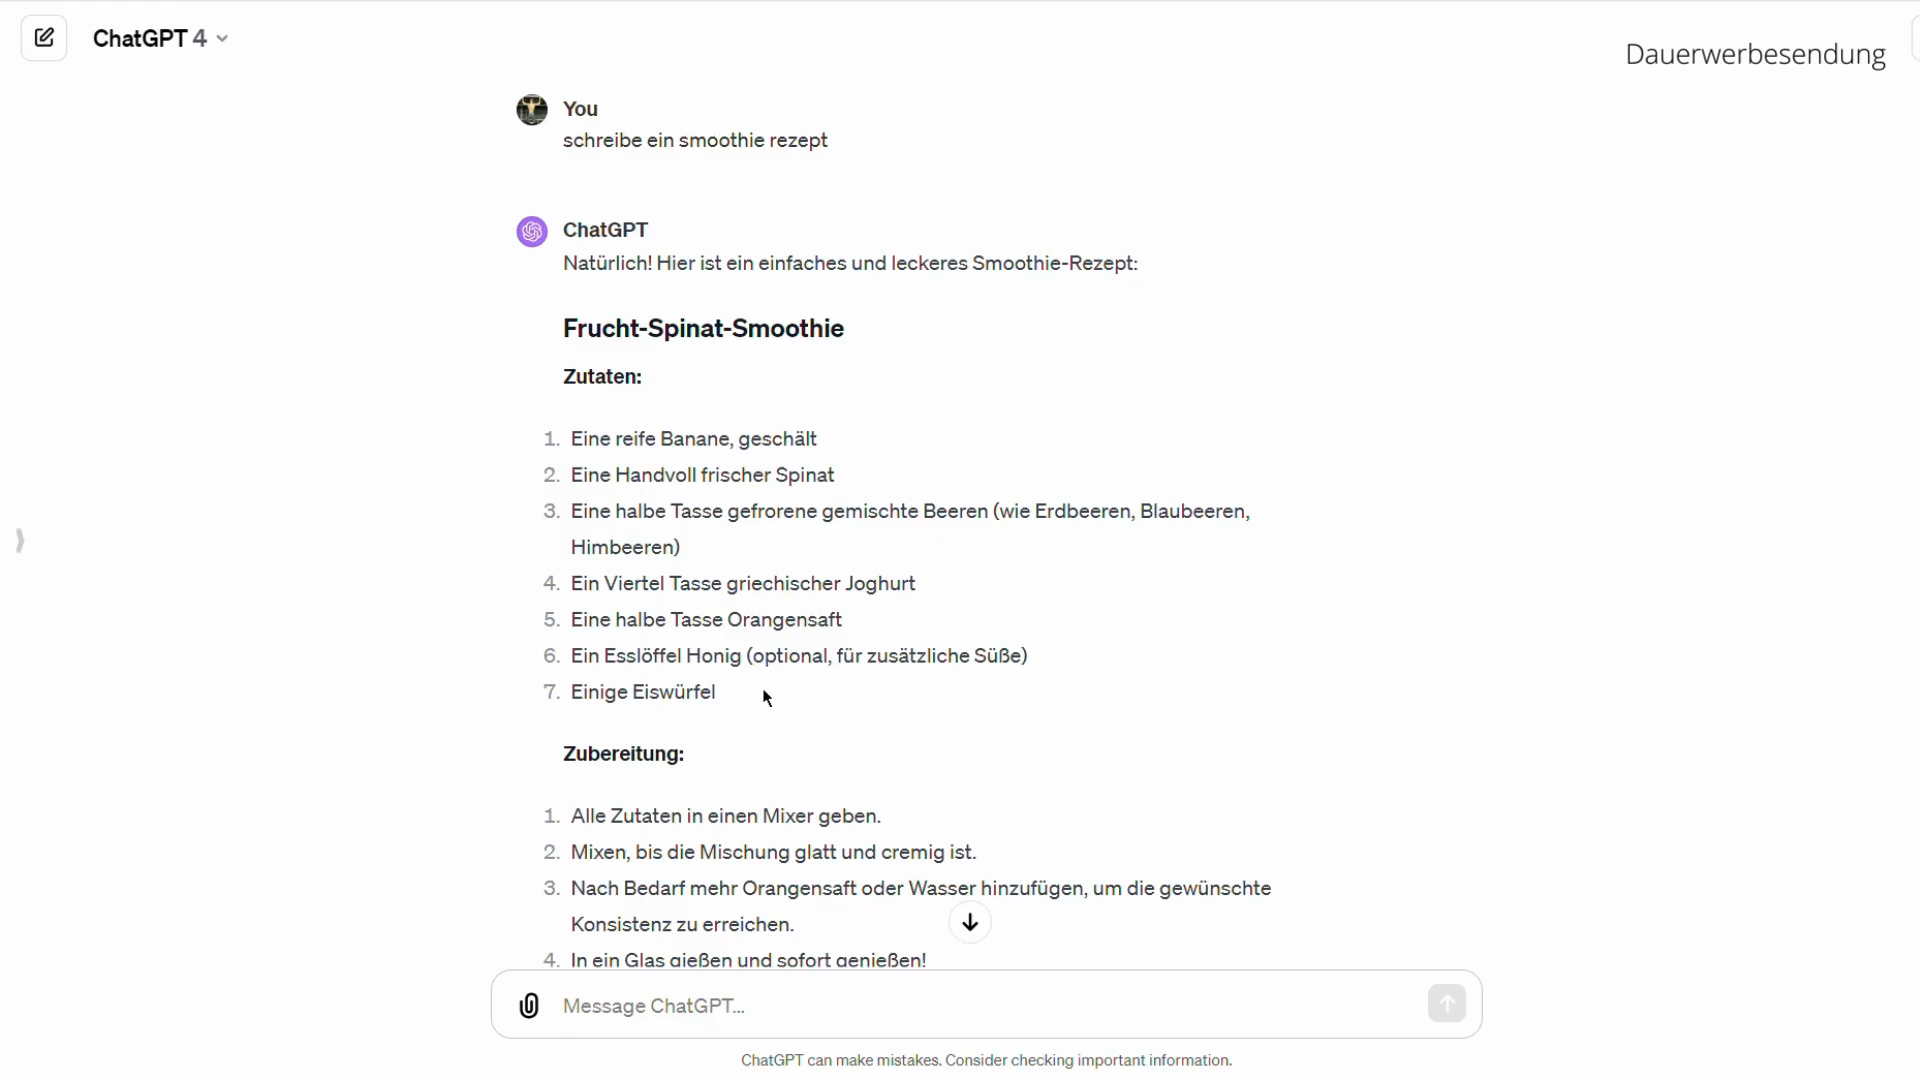 ChatGPT 4
Dauerwerbesendung
You
schreibe ein smoothie rezept
ChatGPT
Natürlich! Hier ist ein einfaches und leckeres Smoothie-Rezept:
Frucht-Spinat-Smoothie
Zutaten:
1. Eine reife Banane, geschält
2. Eine Handvoll frischer Spinat
3. Eine halbe Tasse gefrorene gemischte Beeren (wie Erdbeeren, Blaubeeren,
Himbeeren)
4. Ein Viertel Tasse griechischer Joghurt
5. Eine halbe Tasse Orangensaft
6. Ein Esslöffel Honig (optional, für zusätzliche Süße)
7. Einige Eiswürfel
Zubereitung:
1. Alle Zutaten in einen Mixer geben.
2. Mixen, bis die Mischung glatt und cremig ist.
3. Nach Bedarf mehr Orangensaft oder Wasser hinzufügen, um die gewünschte
Konsistenz zu erreichen.
4. In ein Glas gießen und sofort genießen!
Message ChatGPT...
ChatGPT can make mistakes. Consider checking important information.